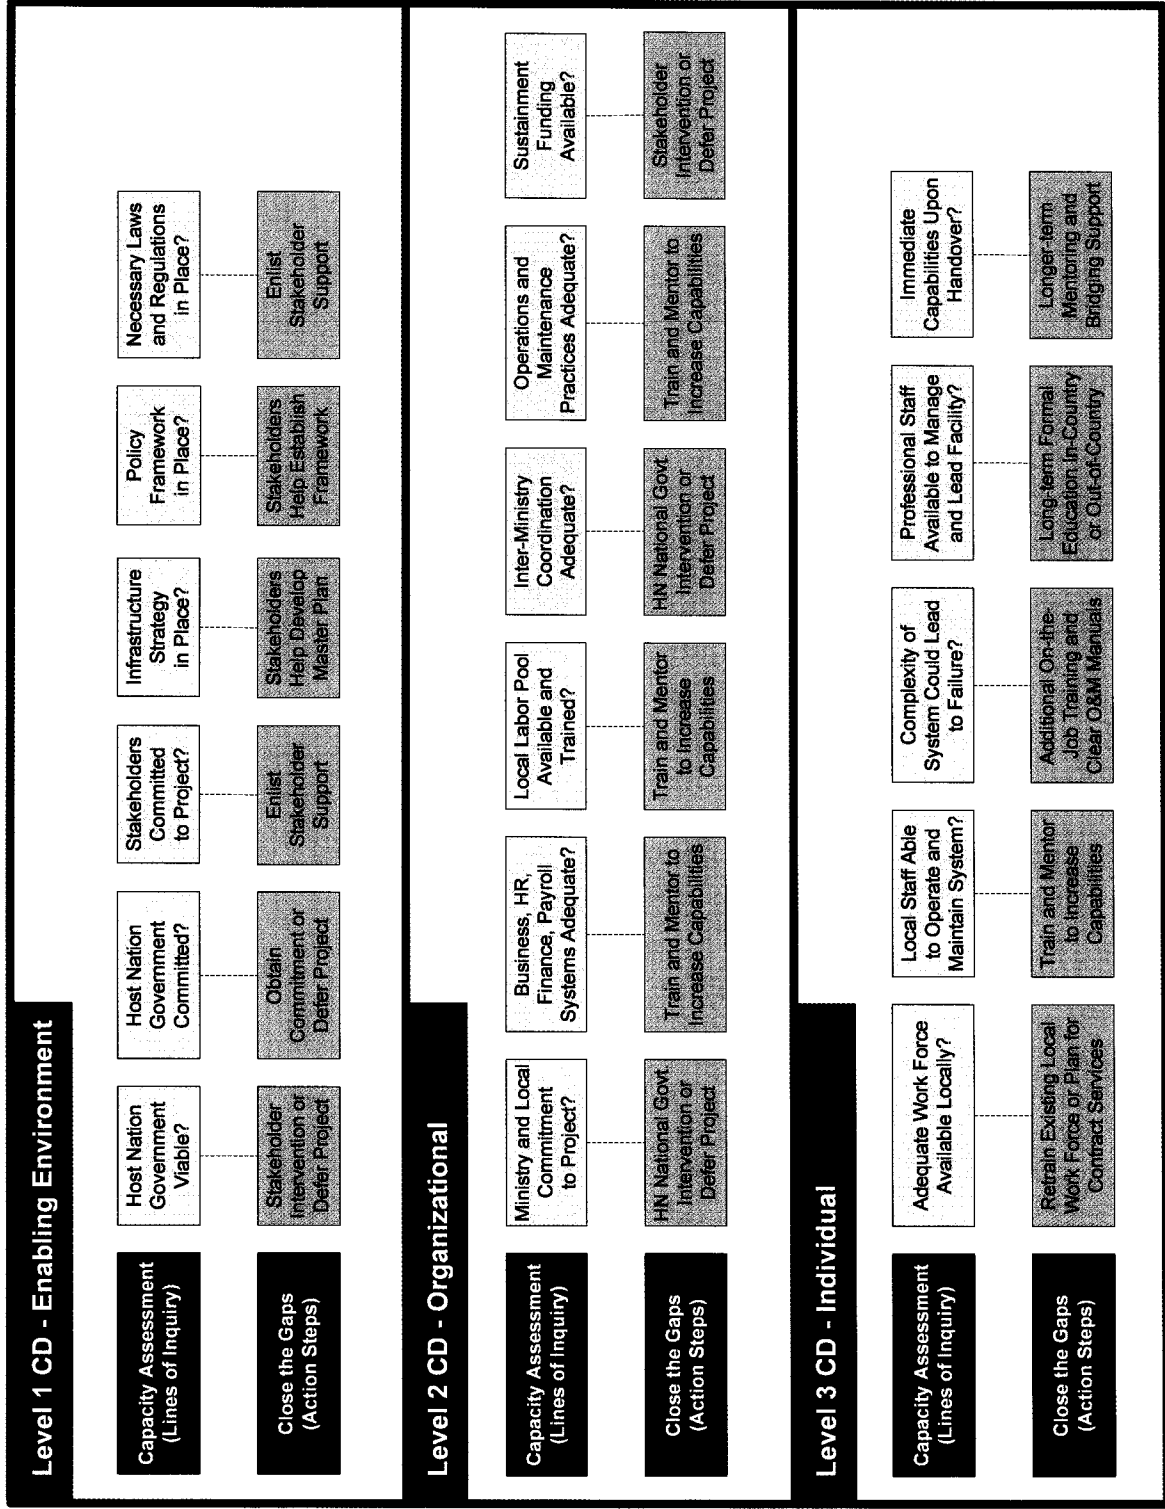 Level 1 CD - Enabling Environment
Capacity Assessment
(Lines of Inquiry)
Host Nation
Government
Viable?
Host Nation
Government
Committed?
Stakeholders
Committed
to Project?
Infrastructure
Strategy
in Place?
Policy
Framework
in Place?
Necessary Laws
and Regulations
in Place?
Close the Gaps
(Action Steps)
Stakeholder
Intervention or
Defer Project
Obtain
Commitment or
Defer Project
Enlist
Stakeholder
Support
Stakeholders
Help Develop
Master Plan
Stakeholders
Help Establish
Framework
Enlist
Stakeholder
Support
Level 2 CD - Organizational
Capacity Assessment
(Lines of Inquiry)
Ministry and Local
Commitment
to Project?
Business, HR,
Finance, Payroll
Systems Adequate?
Local Labor Pool
Available and
Trained?
Inter-Ministry
Coordination
Adequate?
Operations and
Maintenance
Practices Adequate?
Sustainment
Funding
Available?
Close the Gaps
(Action Steps)
HN National Govt
Intervention or
Defer Project
Train and Mentor to
Increase Capabilities
Train and Mentor
to Increase
Capabilities
HN National Govt
Intervention or
Defer Project
Train and Mentor to
Increase Capabilities
Stakeholder
Intervention or
Defer Project
Level 3 CD - Individual
Capacity Assessment
(Lines of Inquiry)
Adequate Work Force
Available Locally?
Local Staff Able
to Operate and
Maintain System?
Complexity of
System Could Lead
to Failure?
Professional Staff
Available to Manage
and Lead Facility?
Immediate
Capabilities Upon
Handover?
Close the Gaps
(Action Steps)
Retrain Existing Local
Work Force or Plan for
Contract Services
Train and Mentor
to Increase
Capabilities
Additional On-the-
Job Training and
Clear O&M Manuals
Long-term Formal
Education In-Country
or Out-of-Country
Longer-term
Mentoring and
Bridging Support